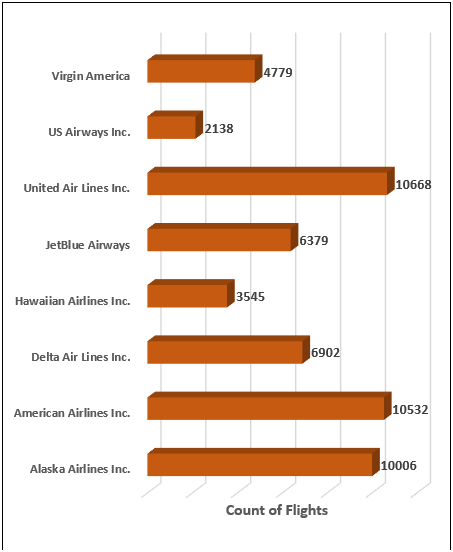 Virgin America 4779
US Airways Inc. 2138
United Air Lines Inc. 10668
JetBlue Airways 6379
Hawaiian Airlines Inc. 3545
Delta Air Lines Inc. 6902
American Airlines Inc. 10532
Alaska Airlines Inc. 10006
Count of Flights